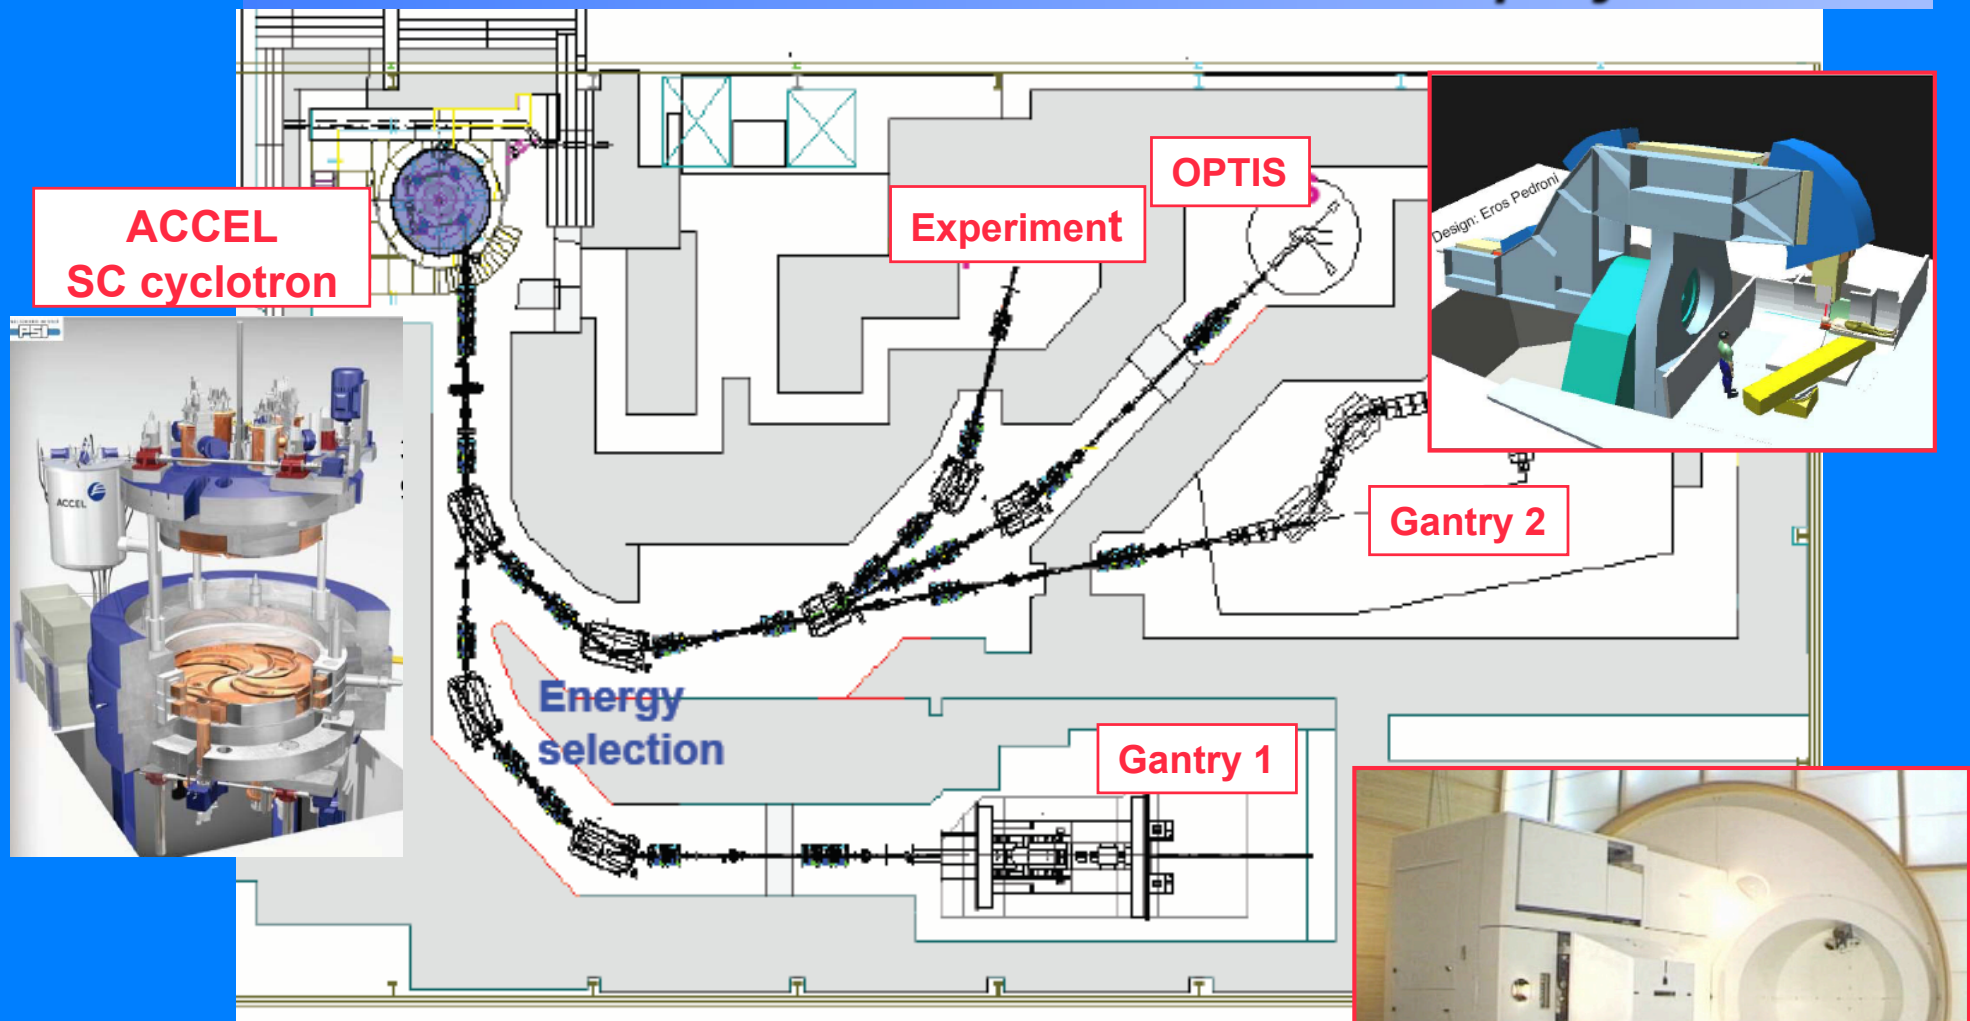 OPTIS
Experiment
ACCEL
SC cyclotron
Design: Eros Pedroni
PSI
ACCEL
Gantry 2
Energy
selection
Gantry 1